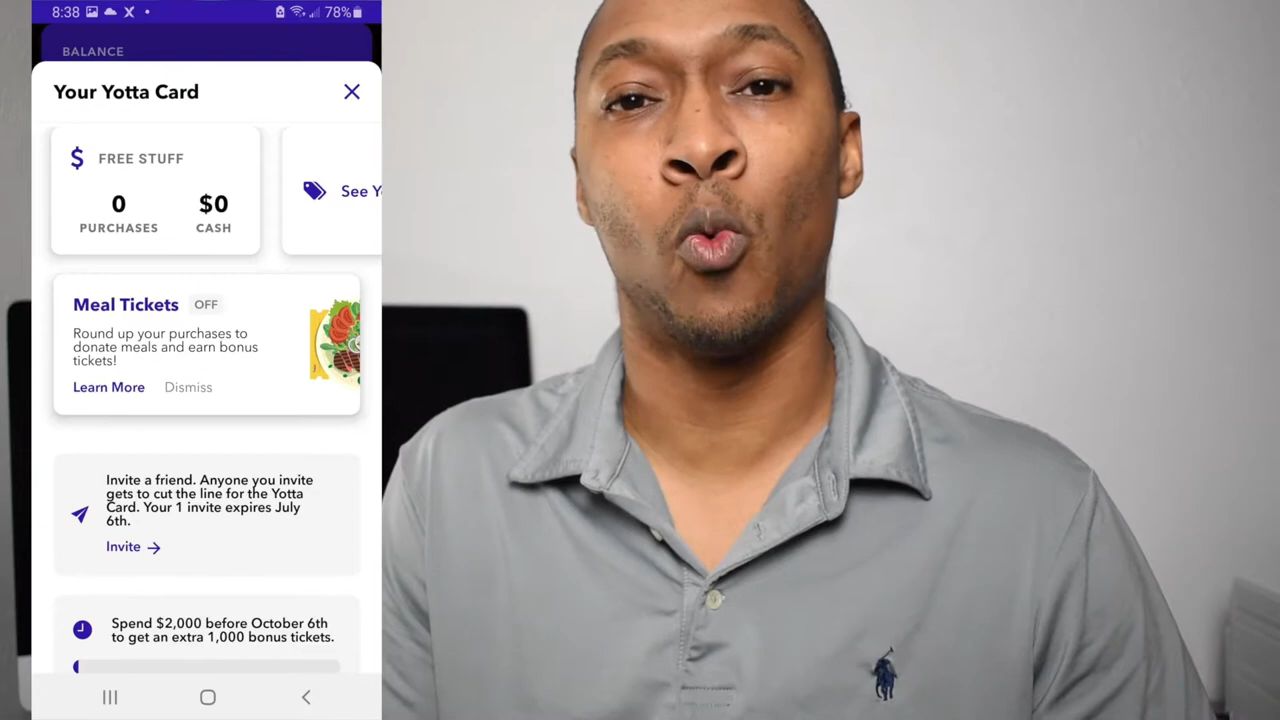 8:38
78%
BALANCE
Your Yotta Card
FREE STUFF
0
$0
PURCHASES
CASH
See Y
Meal Tickets
OFF
Round up your purchases to
donate meals and earn bonus
tickets!
Learn More
Dismiss
Invite a friend. Anyone you invite
gets to cut the line for the Yotta
Card. Your 1 invite expires July
6th.
Invite →
Spend $2,000 before October 6th
to get an extra 1,000 bonus tickets.